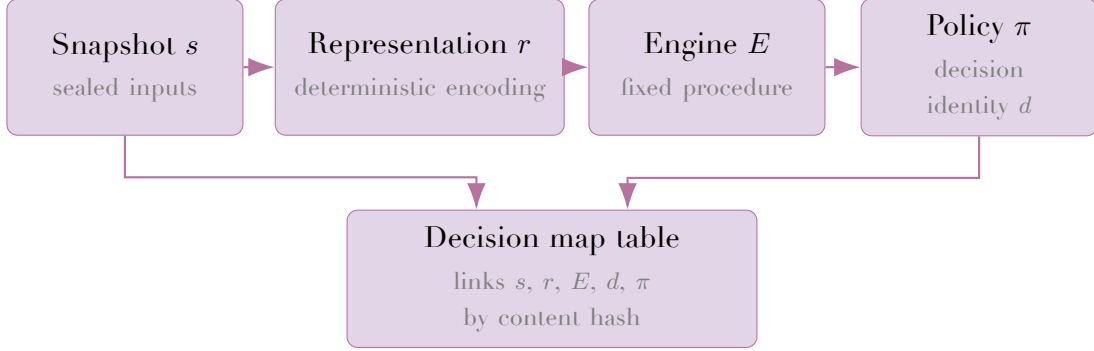 Snapshot s
sealed inputs
Representation r
deterministic encoding
Engine E
fixed procedure
Policy π
decision
identity d
Decision map table
links s, r, E, d, π
by content hash